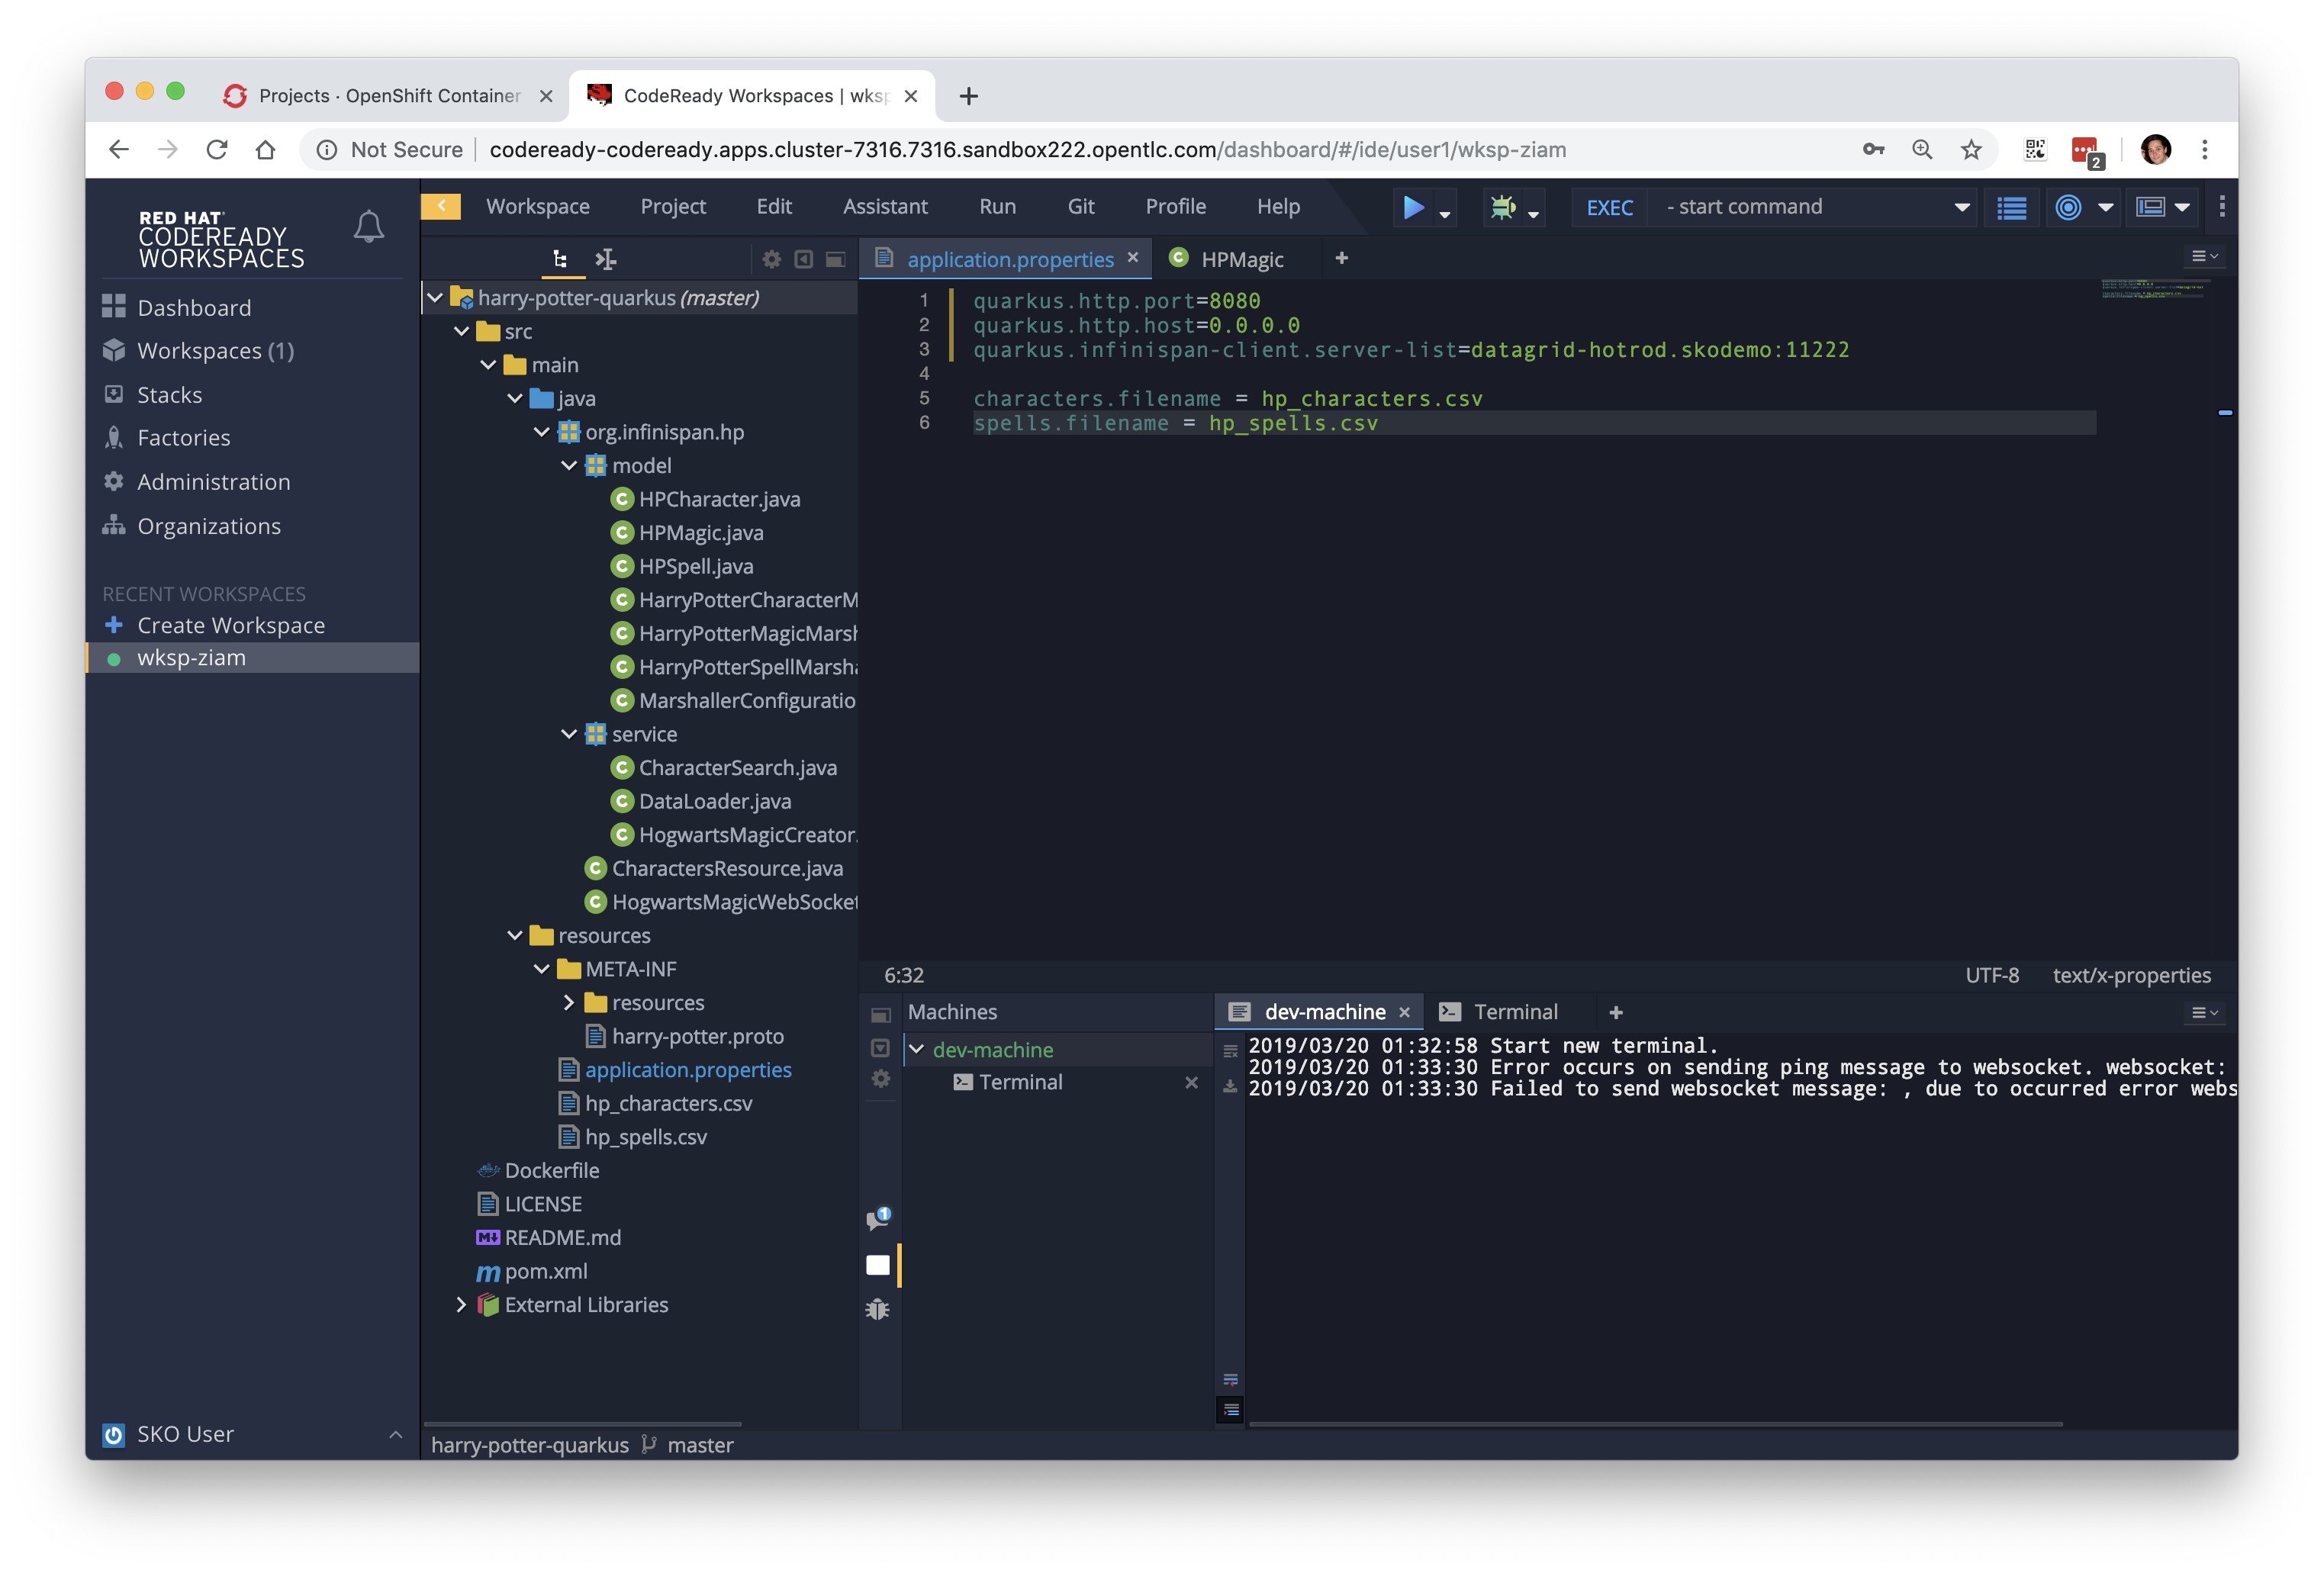 Projects · OpenShift Container
CodeReady Workspaces | wksp
Not Secure
codeready-codeready.apps.cluster-7316.7316.sandbox222.opentlc.com/dashboard/#/ide/user1/wksp-ziam
2
RED HAT
CODEREADY
WORKSPACES
Dashboard
Workspaces (1)
Stacks
Factories
Administration
Organizations
RECENT WORKSPACES
Create Workspace
wksp-ziam
SKO User
Workspace Project Edit Assistant Run Git Profile Help
EXEC - start command
harry-potter-quarkus (master)
src
main
java
org.infinispan.hp
model
HPCharacter.java
HPMagic.java
HPSpell.java
HarryPotterCharacterM
HarryPotterMagicMarsh
HarryPotterSpellMarsha
MarshallerConfiguratio
service
CharacterSearch.java
DataLoader.java
HogwartsMagicCreator.
CharactersResource.java
HogwartsMagicWebSocket
resources
META-INF
resources
harry-potter.proto
application.properties
hp_characters.csv
hp_spells.csv
Dockerfile
LICENSE
README.md
pom.xml
External Libraries
harry-potter-quarkus master
application.properties HPMagic
1 quarkus.http.port=8080
2 quarkus.http.host=0.0.0.0
3 quarkus.infinispan-client.server-list=datagrid-hotrod.skodemo:11222
4
5 characters.filename = hp_characters.csv
6 spells.filename = hp_spells.csv
6:32 UTF-8 text/x-properties
Machines
dev-machine
Terminal
1
dev-machine Terminal
2019/03/20 01:32:58 Start new terminal.
2019/03/20 01:33:30 Error occurs on sending ping message to websocket. websocket:
2019/03/20 01:33:30 Failed to send websocket message: , due to occurred error webs